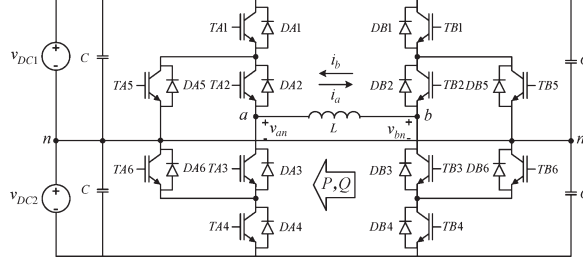 TA1 DA1 DB1 TB1
v_DC1 C i_b C
TA5 DA5 TA2 DA2 i_a DB2 TB2 DB5 TB5
a L b
n + v_an - + v_bn - n
TA6 DA6 TA3 DA3 DB3 TB3 DB6 TB6
v_DC2 C P,Q C
TA4 DA4 DB4 TB4